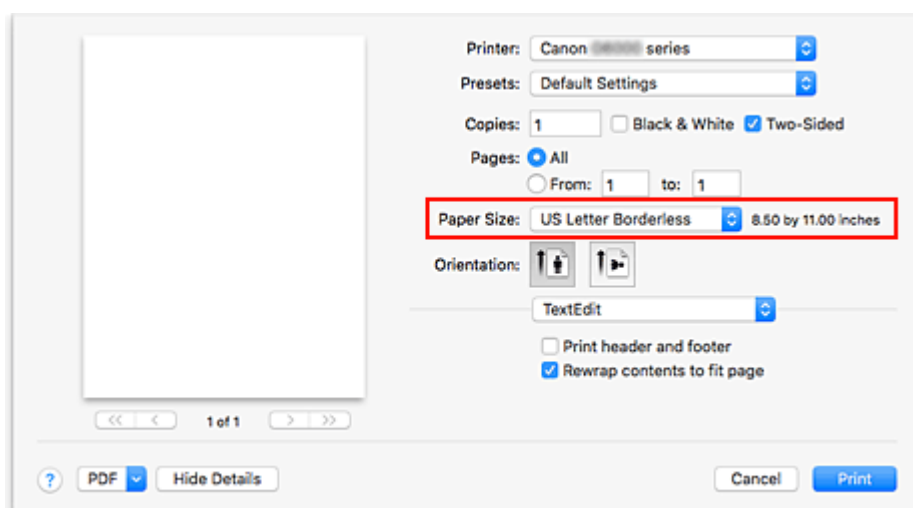 Printer: Canon series
Presets: Default Settings
Copies: 1 Black & White Two-Sided
Pages: All
From: 1 to: 1
Paper Size: US Letter Borderless 8.50 by 11.00 inches
Orientation:
TextEdit
Print header and footer
Rewrap contents to fit page
<< < 1 of 1 > >>
? PDF Hide Details Cancel Print